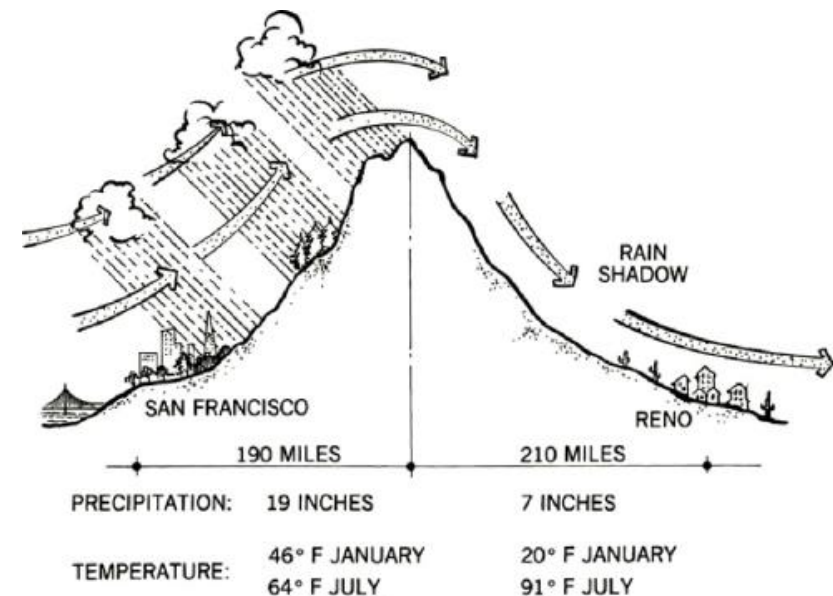 RAIN
SHADOW
SAN FRANCISCO
RENO
190 MILES 210 MILES
PRECIPITATION: 19 INCHES 7 INCHES
TEMPERATURE: 46° F JANUARY 20° F JANUARY
64° F JULY 91° F JULY